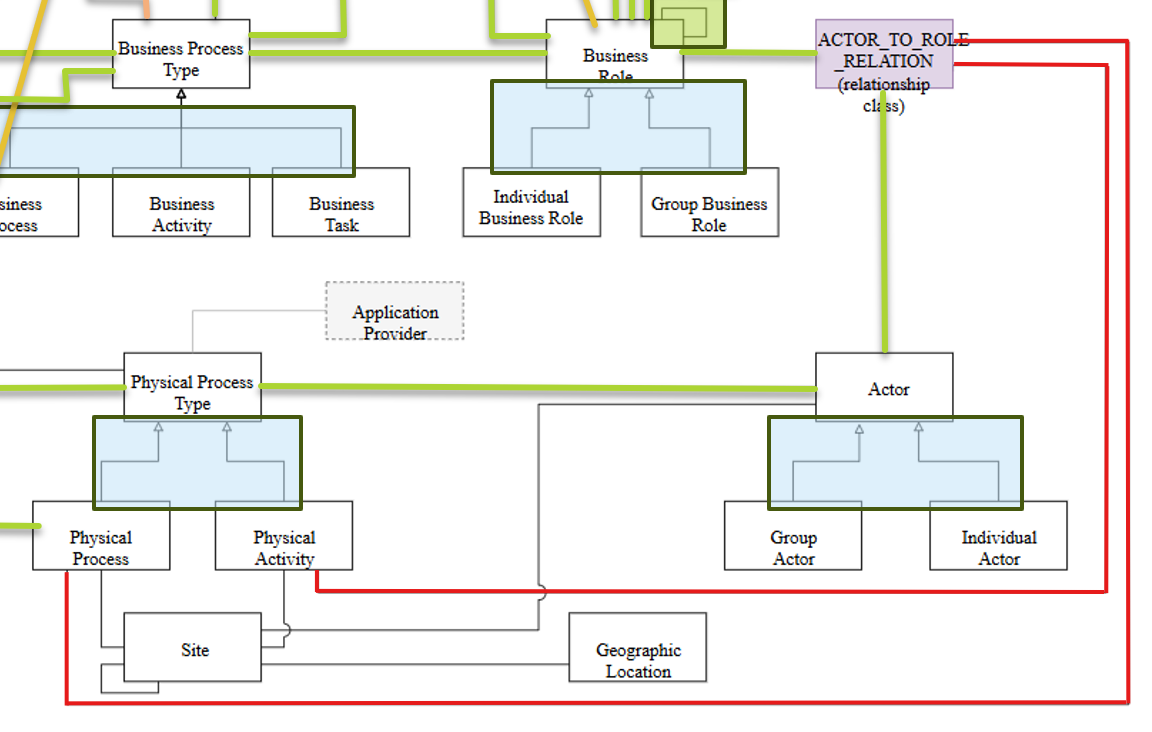 Business Process
Type
Business
Role
ACTOR_TO_ROLE
_RELATION
(relationship
class)
siness
ocess
Business
Activity
Business
Task
Individual
Business Role
Group Business
Role
Application
Provider
Physical Process
Type
Actor
Physical
Process
Physical
Activity
Group
Actor
Individual
Actor
Site
Geographic
Location